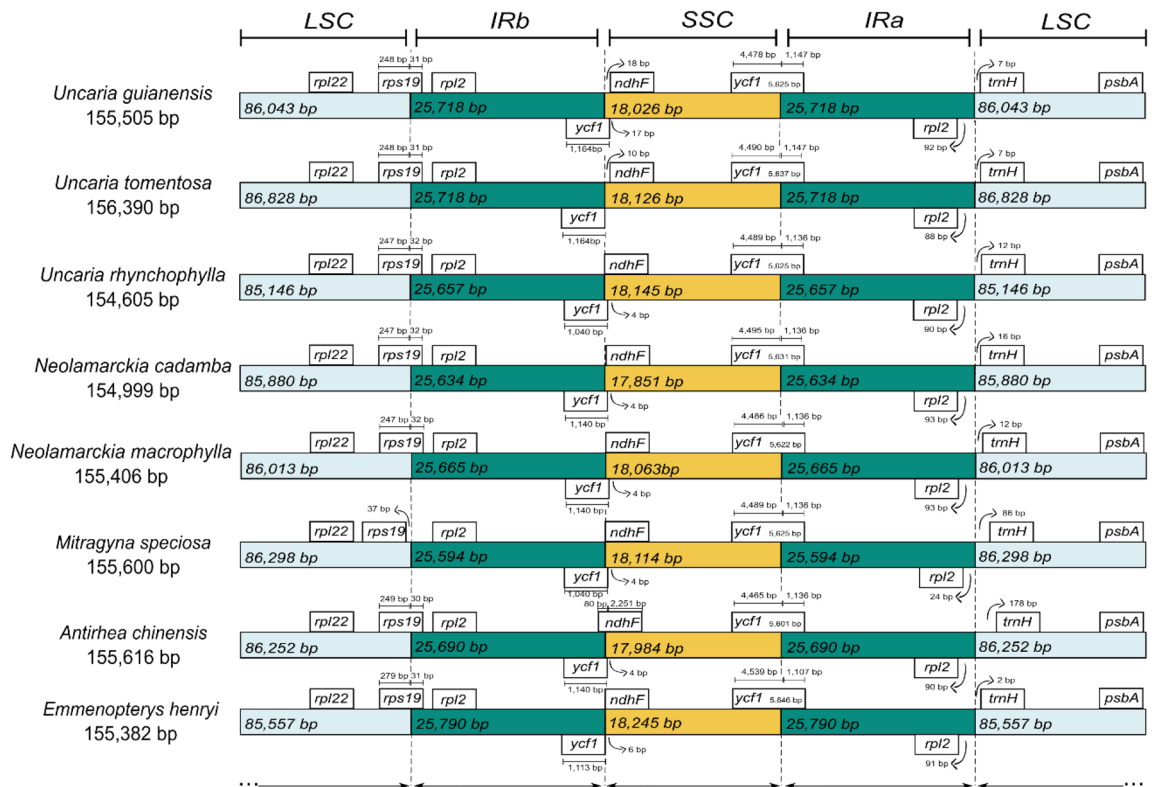 LSC IRb SSC IRa LSC
248 bp 31 bp 18 bp 4,478 bp 1,147 bp 7 bp
rpl22 rps19 rpl2 ndhF ycf1 5,625 bp trnH psbA
Uncaria guianensis
155,505 bp
86,043 bp 25,718 bp 18,026 bp 25,718 bp 86,043 bp
ycf1 17 bp rpl2
1,164bp 92 bp
248 bp 31 bp 10 bp 4,490 bp 1,147 bp 7 bp
rpl22 rps19 rpl2 ndhF ycf1 5,637 bp trnH psbA
Uncaria tomentosa
156,390 bp
86,828 bp 25,718 bp 18,126 bp 25,718 bp 86,828 bp
ycf1 rpl2
1,164bp 88 bp
247 bp 32 bp 4,489 bp 1,136 bp 12 bp
rpl22 rps19 rpl2 ndhF ycf1 5,625 bp trnH psbA
Uncaria rhynchophylla
154,605 bp
85,146 bp 25,657 bp 18,145 bp 25,657 bp 85,146 bp
ycf1 4 bp rpl2
1,040 bp 90 bp
247 bp 32 bp 4,495 bp 1,136 bp 16 bp
rpl22 rps19 rpl2 ndhF ycf1 5,631 bp trnH psbA
Neolamarckia cadamba
154,999 bp
85,880 bp 25,634 bp 17,851 bp 25,634 bp 85,880 bp
ycf1 4 bp rpl2
1,140 bp 93 bp
247 bp 32 bp 4,486 bp 1,136 bp 12 bp
rpl22 rps19 rpl2 ndhF ycf1 5,622 bp trnH psbA
Neolamarckia macrophylla
155,406 bp
86,013 bp 25,665 bp 18,063bp 25,665 bp 86,013 bp
ycf1 4 bp rpl2
1,140 bp 93 bp
37 bp 4,489 bp 1,136 bp 86 bp
rpl22 rps19 rpl2 ndhF ycf1 5,625 bp trnH psbA
Mitragyna speciosa
155,600 bp
86,298 bp 25,594 bp 18,114 bp 25,594 bp 86,298 bp
ycf1 4 bp rpl2
1,040 bp 24 bp
249 bp 30 bp 80 bp 2,251 bp 4,465 bp 1,136 bp 178 bp
rpl22 rps19 rpl2 ndhF ycf1 5,601 bp trnH psbA
Antirhea chinensis
155,616 bp
86,252 bp 25,690 bp 17,984 bp 25,690 bp 86,252 bp
ycf1 4 bp rpl2
1,140 bp 90 bp
279 bp 31 bp 4,539 bp 1,107 bp 2 bp
rpl22 rps19 rpl2 ndhF ycf1 5,646 bp trnH psbA
Emmenopterys henryi
155,382 bp
85,557 bp 25,790 bp 18,245 bp 25,790 bp 85,557 bp
ycf1 6 bp rpl2
1,113 bp 91 bp
... ...